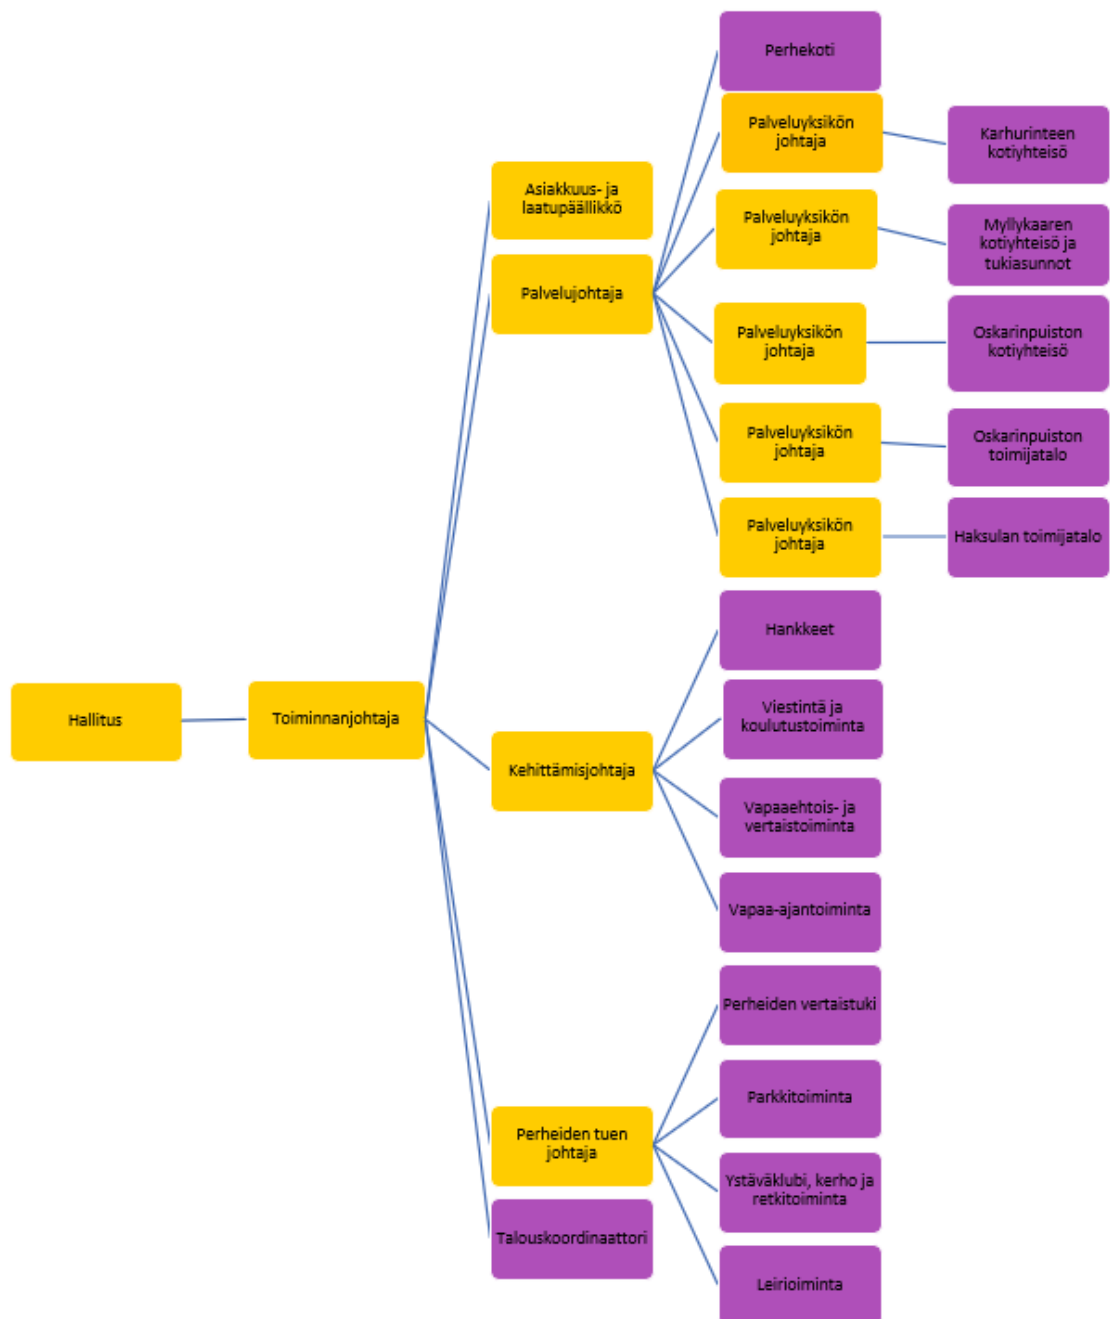 Hallitus
Toiminnanjohtaja
Asiakkuus- ja
laatupäällikkö
Palvelujohtaja
Perhekoti
Palveluyksikön
johtaja
Karhurinteen
kotiyhteisö
Palveluyksikön
johtaja
Myllykaaren
kotiyhteisö ja
tukiasunnot
Palveluyksikön
johtaja
Oskarinpuiston
kotiyhteisö
Palveluyksikön
johtaja
Oskarinpuiston
toimijatalo
Palveluyksikön
johtaja
Haksulan toimijatalo
Kehittämisjohtaja
Hankkeet
Viestintä ja
koulutustoiminta
Vapaaehtois- ja
vertaistoiminta
Vapaa-ajantoiminta
Perheiden tuen
johtaja
Perheiden vertaistuki
Parkkitoiminta
Ystäväklubi, kerho ja
retkitoiminta
Leirioiminta
Talouskoordinaattori